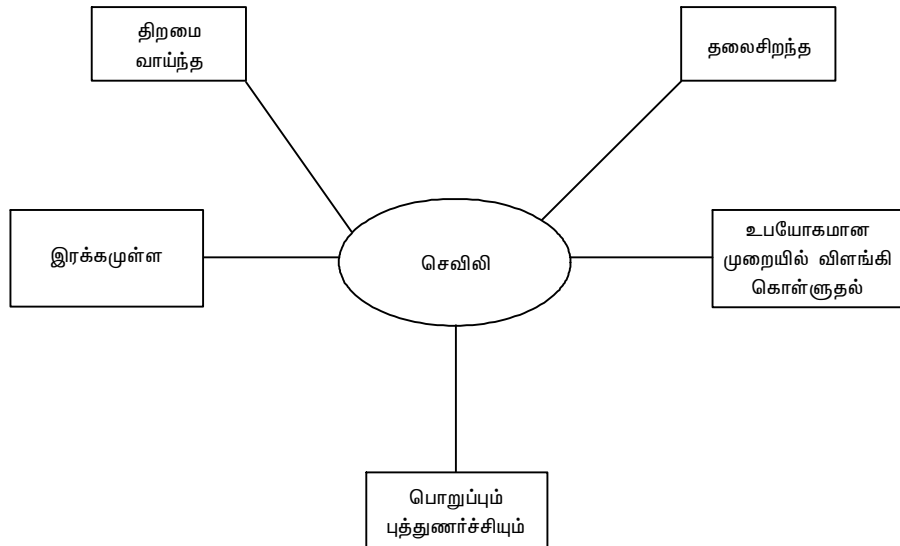 திறமை
வாய்ந்த
தலைசிறந்த
இரக்கமுள்ள
செவிலி
உபயோகமான
முறையில் விளங்கி
கொள்ளுதல்
பொறுப்பும்
புத்துணர்ச்சியும்